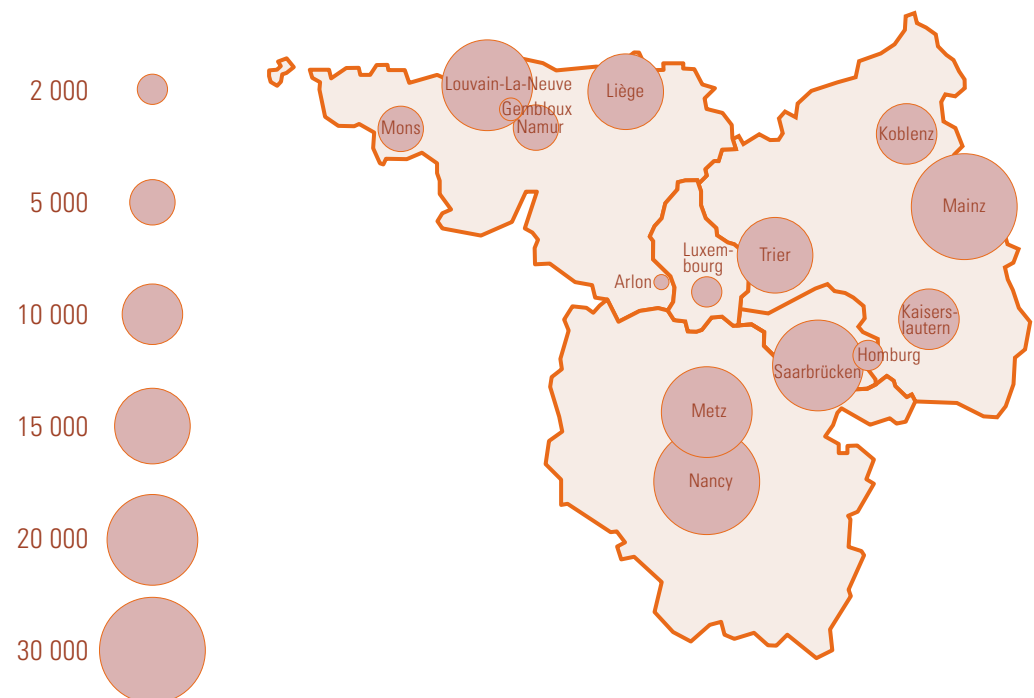 2 000
5 000
10 000
15 000
20 000
30 000
Louvain-La-Neuve
Gembloux
Namur
Mons
Liège
Koblenz
Mainz
Trier
Luxem-
bourg
Arlon
Kaisers-
lautern
Homburg
Saarbrücken
Metz
Nancy